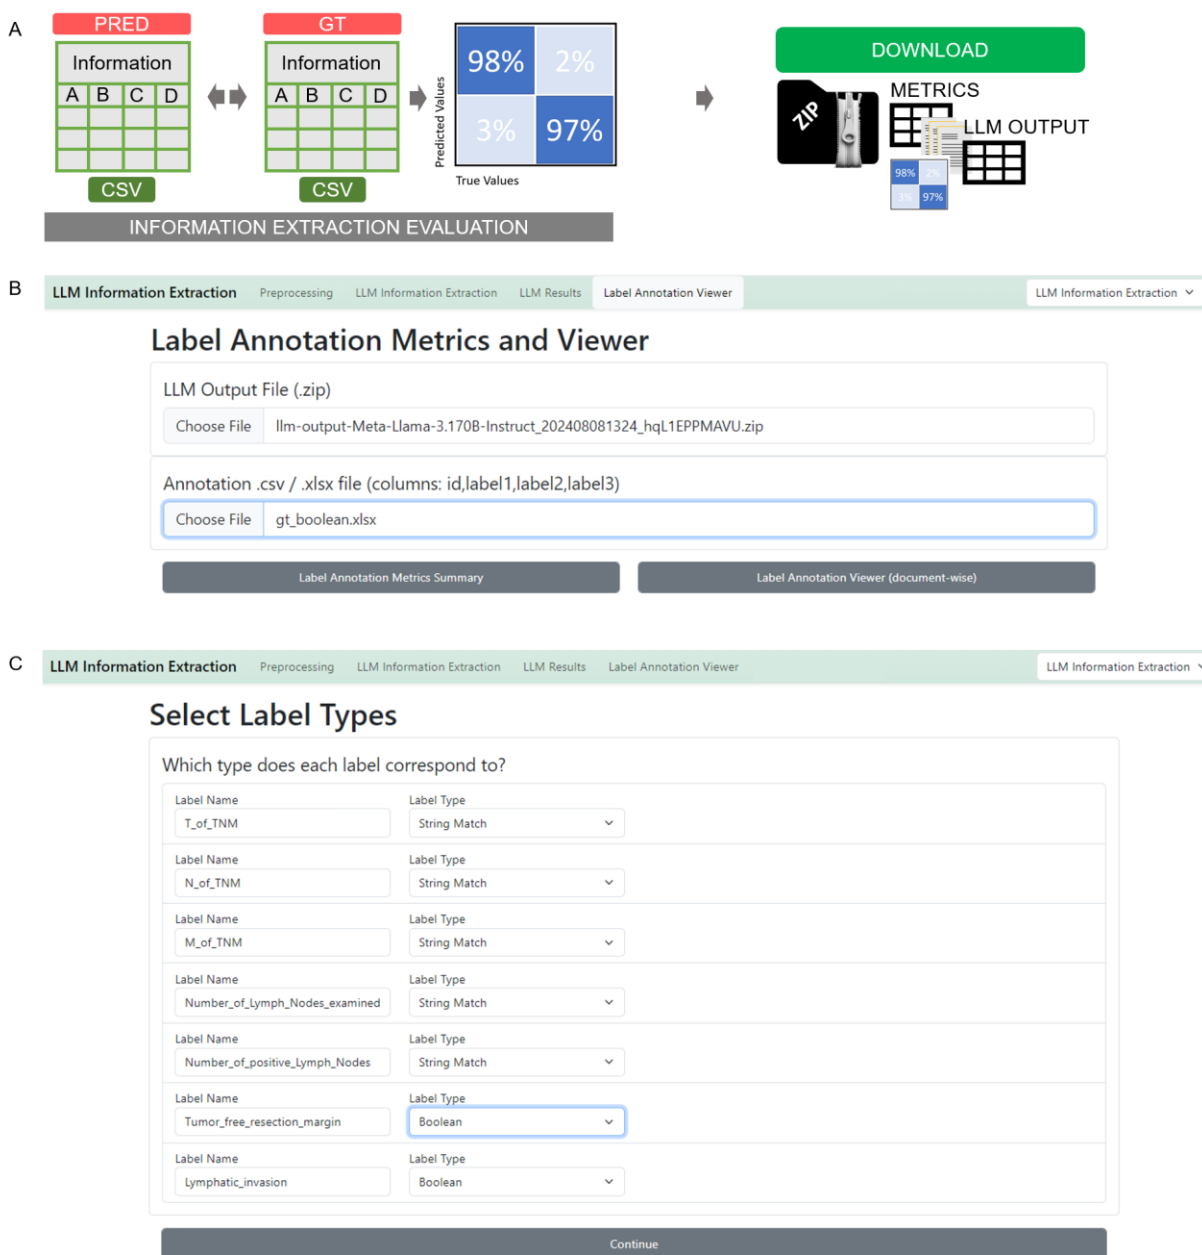 A
PRED
GT
Information
Information
A B C D
A B C D
CSV
CSV
Predicted Values
98% 2%
3% 97%
True Values
INFORMATION EXTRACTION EVALUATION
DOWNLOAD
ZIP
METRICS
LLM OUTPUT
98% 2%
3% 97%
B
LLM Information Extraction Preprocessing LLM Information Extraction LLM Results Label Annotation Viewer LLM Information Extraction
Label Annotation Metrics and Viewer
LLM Output File (.zip)
Choose File llm-output-Meta-Llama-3.170B-Instruct_202408081324_hqL1EPPMAVU.zip
Annotation .csv / .xlsx file (columns: id,label1,label2,label3)
Choose File gt_boolean.xlsx
Label Annotation Metrics Summary Label Annotation Viewer (document-wise)
C
LLM Information Extraction Preprocessing LLM Information Extraction LLM Results Label Annotation Viewer LLM Information Extraction
Select Label Types
Which type does each label correspond to?
Label Name Label Type
T_of_TNM String Match
Label Name Label Type
N_of_TNM String Match
Label Name Label Type
M_of_TNM String Match
Label Name Label Type
Number_of_Lymph_Nodes_examined String Match
Label Name Label Type
Number_of_positive_Lymph_Nodes String Match
Label Name Label Type
Tumor_free_resection_margin Boolean
Label Name Label Type
Lymphatic_invasion Boolean
Continue